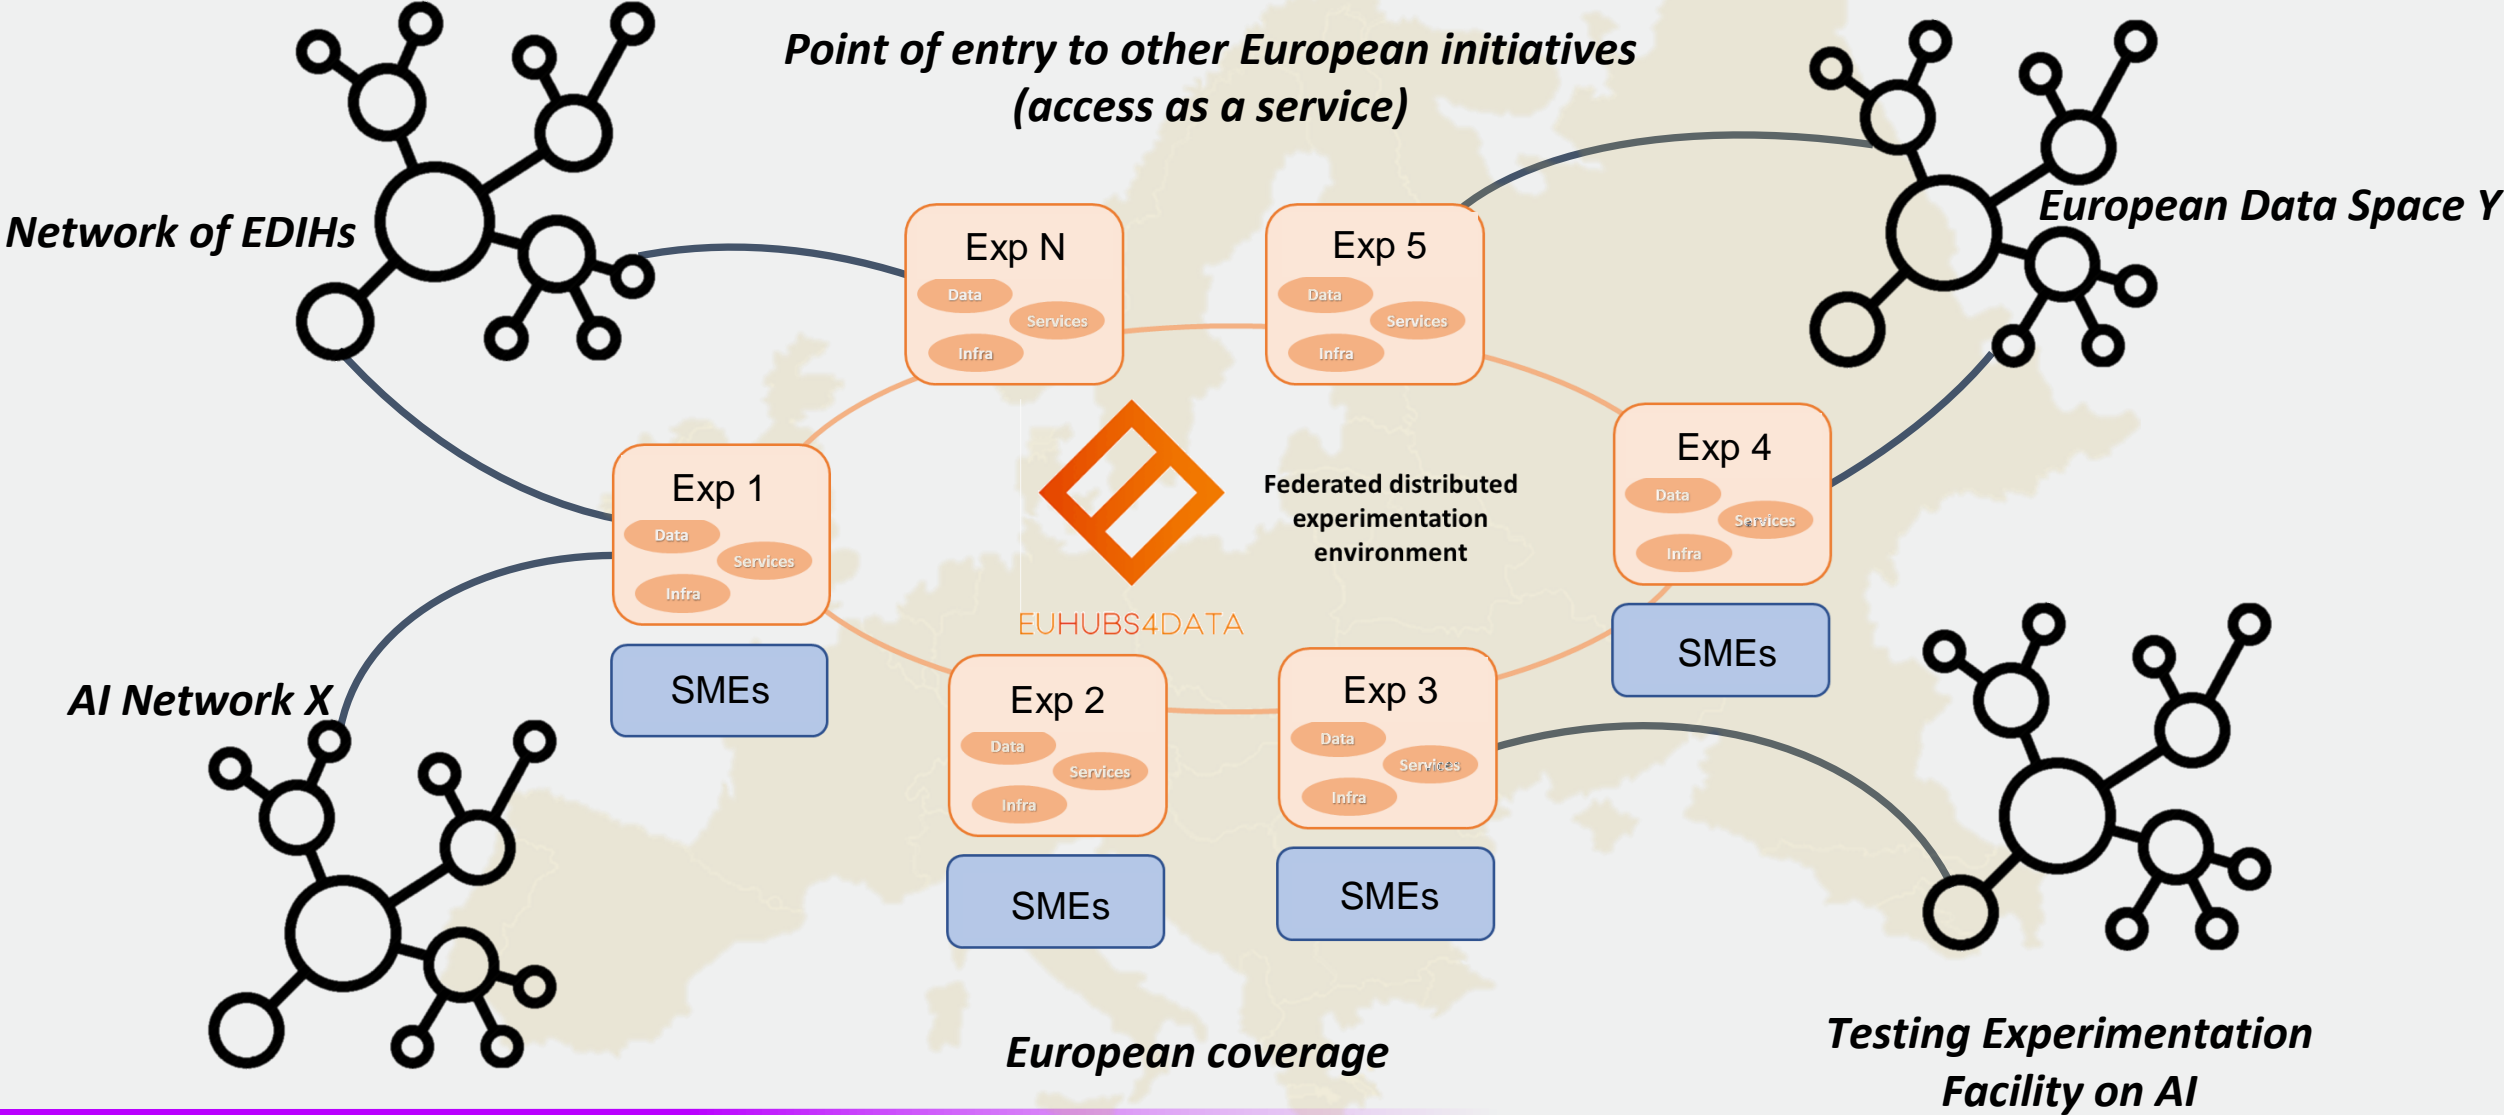 Point of entry to other European initiatives
(access as a service)
Network of EDIHs
European Data Space Y
Exp N
Data
Services
Infra
Exp 5
Data
Services
Infra
Exp 1
Data
Services
Infra
SMEs
EUHUBS4DATA
Federated distributed
experimentation
environment
Exp 4
Data
Services
Infra
SMEs
AI Network X
Exp 2
Data
Services
Infra
SMEs
Exp 3
Data
Services
Infra
SMEs
European coverage
Testing Experimentation
Facility on AI